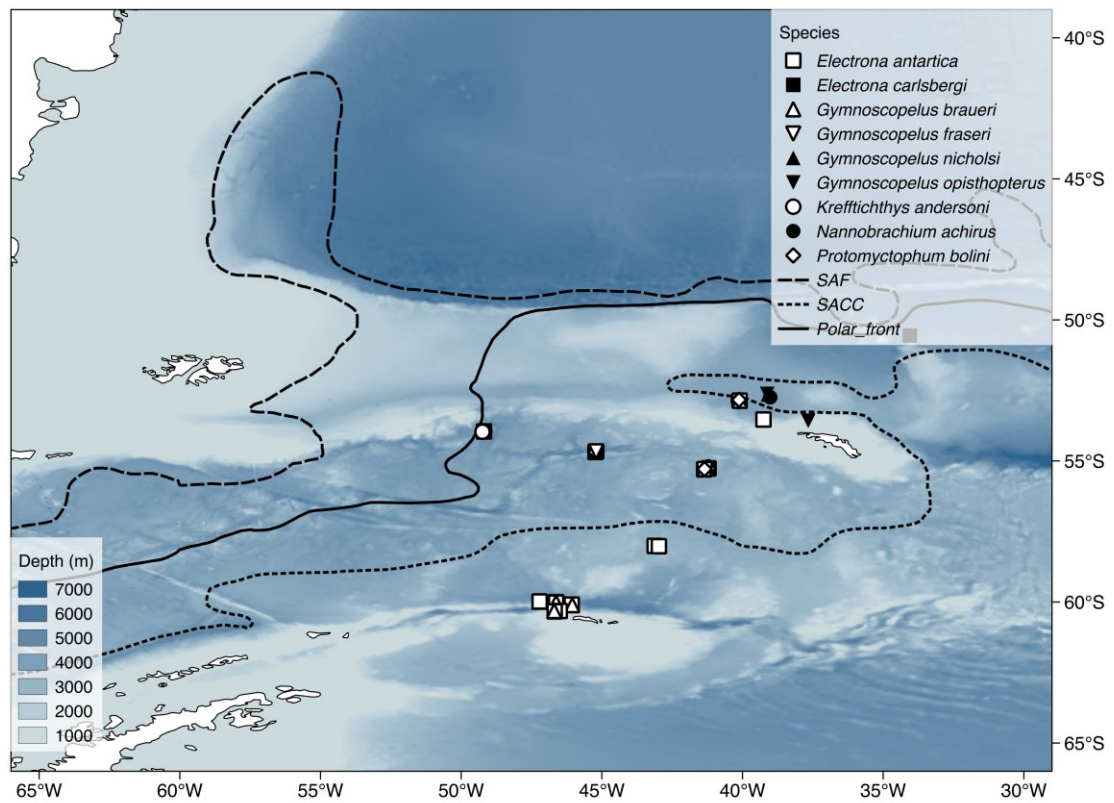 Species
Electrona antartica
Electrona carlsbergi
Gymnoscopelus braueri
Gymnoscopelus fraseri
Gymnoscopelus nicholsi
Gymnoscopelus opisthopterus
Krefftichthys andersoni
Nannobrachium achirus
Protomyctophum bolini
SAF
SACC
Polar_front
40°S
45°S
50°S
55°S
60°S
65°S
Depth (m)
7000
6000
5000
4000
3000
2000
1000
65°W 60°W 55°W 50°W 45°W 40°W 35°W 30°W